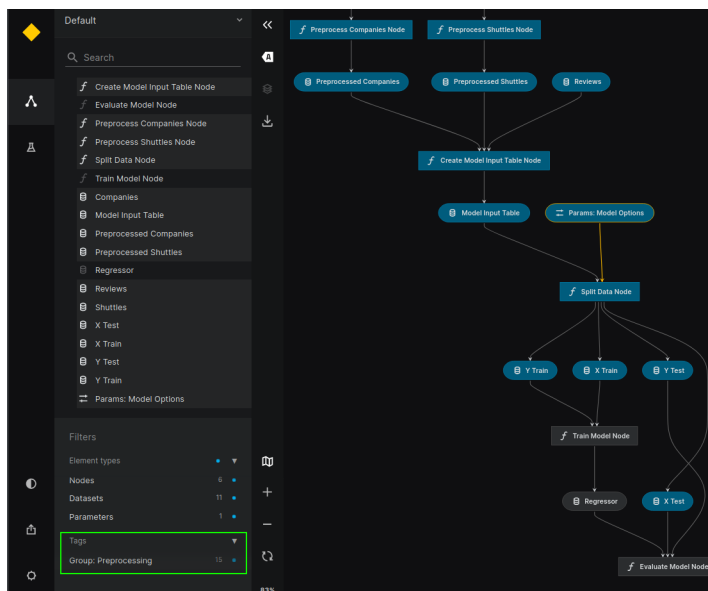 Default
Search
Create Model Input Table Node
Evaluate Model Node
Preprocess Companies Node
Preprocess Shuttles Node
Split Data Node
Train Model Node
Companies
Model Input Table
Preprocessed Companies
Preprocessed Shuttles
Regressor
Reviews
Shuttles
X Test
X Train
Y Test
Y Train
Params: Model Options
Filters
Element types
Nodes 6
Datasets 11
Parameters 1
Tags
Group: Preprocessing 15
A
Preprocess Companies Node Preprocess Shuttles Node
Preprocessed Companies Preprocessed Shuttles Reviews
Create Model Input Table Node
Model Input Table Params: Model Options
Split Data Node
Y Train X Train Y Test
Train Model Node
Regressor X Test
Evaluate Model Node